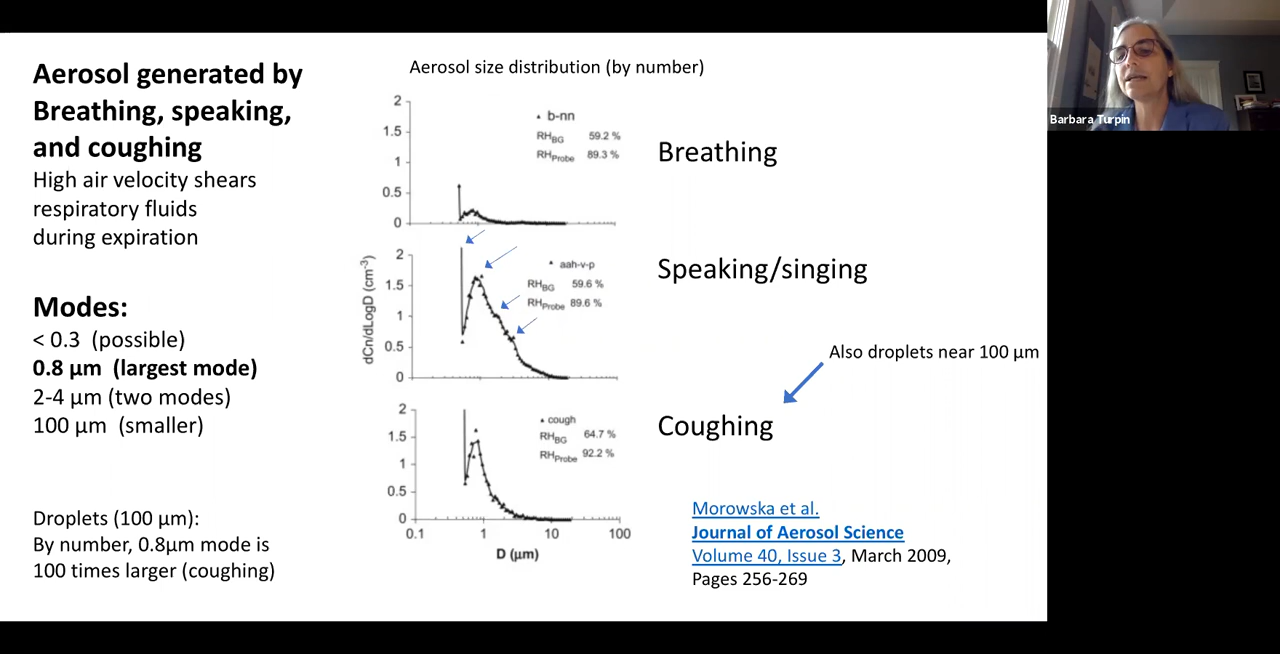 Aerosol generated by
Breathing, speaking,
and coughing
High air velocity shears
respiratory fluids
during expiration
Modes:
< 0.3 (possible)
0.8 µm (largest mode)
2-4 µm (two modes)
100 µm (smaller)
Droplets (100 µm):
By number, 0.8µm mode is
100 times larger (coughing)
Aerosol size distribution (by number)
2
1.5
1
0.5
0
b-nn
RHBG 59.2 %
RHProbe 89.3 %
Breathing
dCn/dLogD (cm-3)
2
1.5
1
0.5
0
aah-v-p
RHBG 59.6 %
RHProbe 89.6 %
Speaking/singing
Also droplets near 100 µm
2
1.5
1
0.5
0
cough
RHBG 64.7 %
RHProbe 92.2 %
Coughing
0.1 1 10 100
D (µm)
Morowska et al.
Journal of Aerosol Science
Volume 40, Issue 3, March 2009,
Pages 256-269
Barbara Turpin